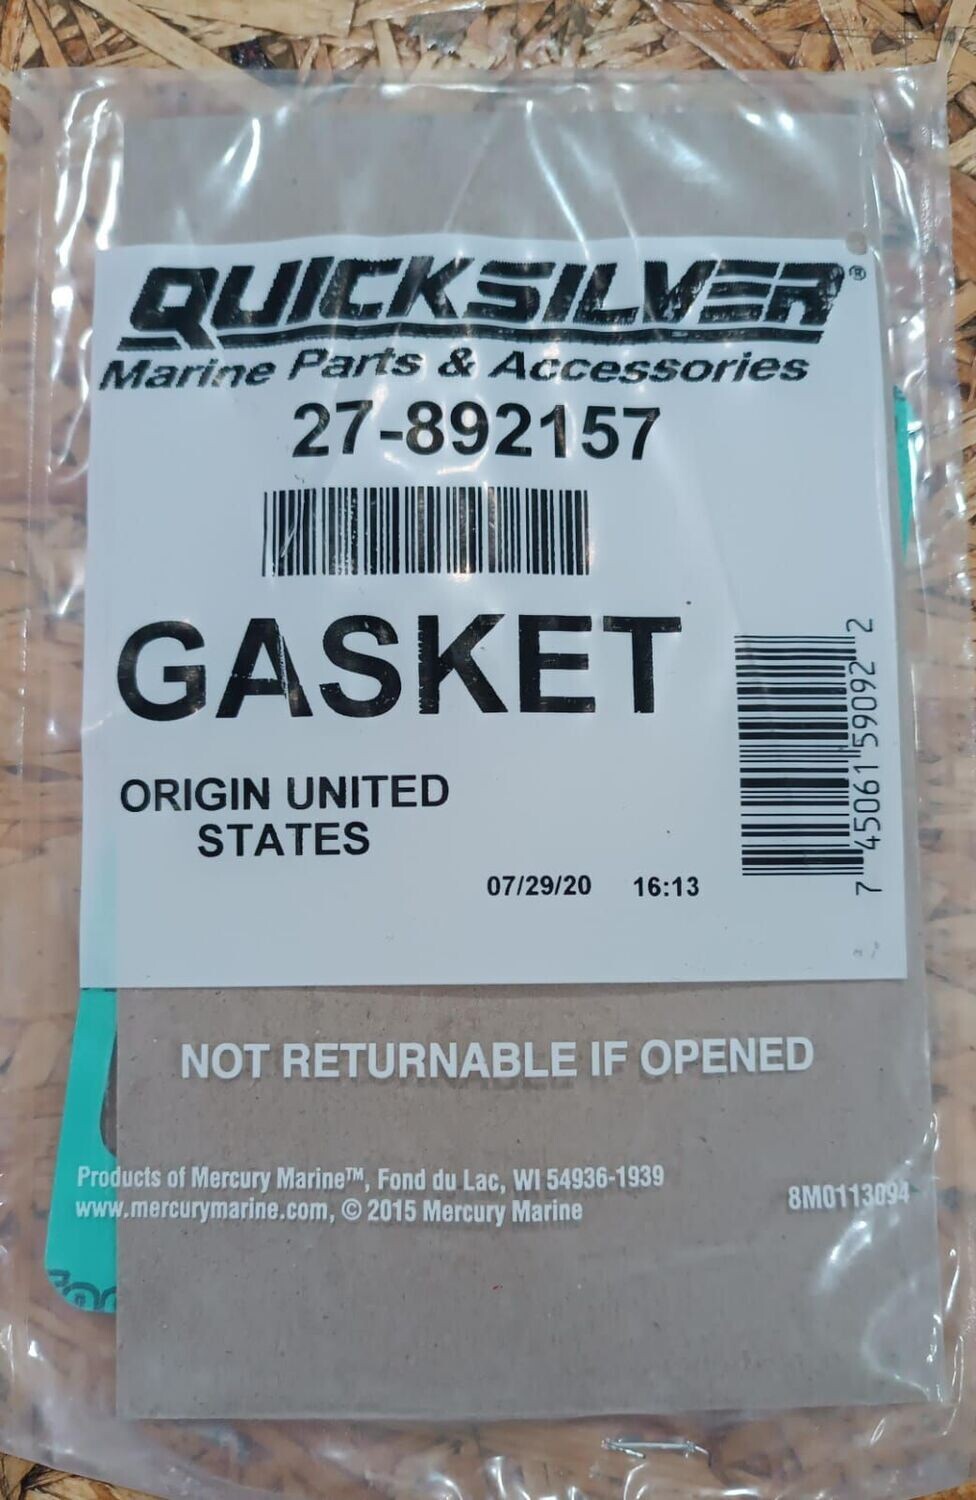 QUICKSILVER®
Marine Parts & Accessories
27-892157
GASKET
ORIGIN UNITED
STATES
07/29/20 16:13
7 45061 59092 2
NOT RETURNABLE IF OPENED
Products of Mercury Marine™, Fond du Lac, WI 54936-1939
www.mercurymarine.com, © 2015 Mercury Marine
8M0113094